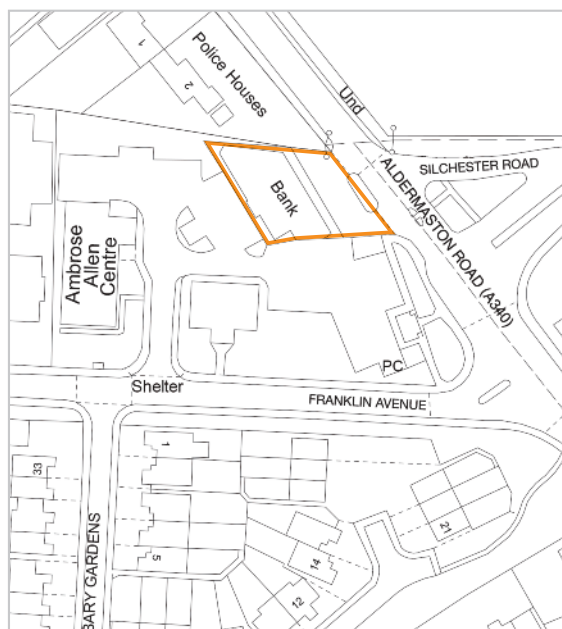 1
2
Police Houses
Und
Bank
SILCHESTER ROAD
ALDERMASTON ROAD (A340)
Ambrose
Allen
Centre
PC
Shelter
FRANKLIN AVENUE
1
33
21
5
14
12
BARY GARDENS